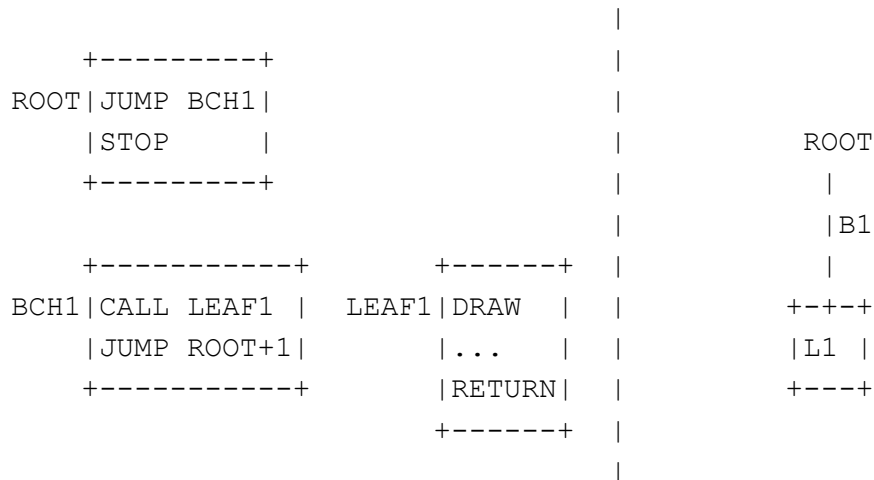 |
     +---------+                        |
ROOT|JUMP BCH1|                        |
    |STOP     |                        |            ROOT
     +---------+                        |             |
                                        |             |B1
     +-----------+        +------+  |             |
BCH1|CALL LEAF1 |  LEAF1|DRAW  |  |           +-+-+
    |JUMP ROOT+1|       |...   |  |           |L1 |
     +-----------+       |RETURN|  |           +---+
                          +------+  |
                                        |